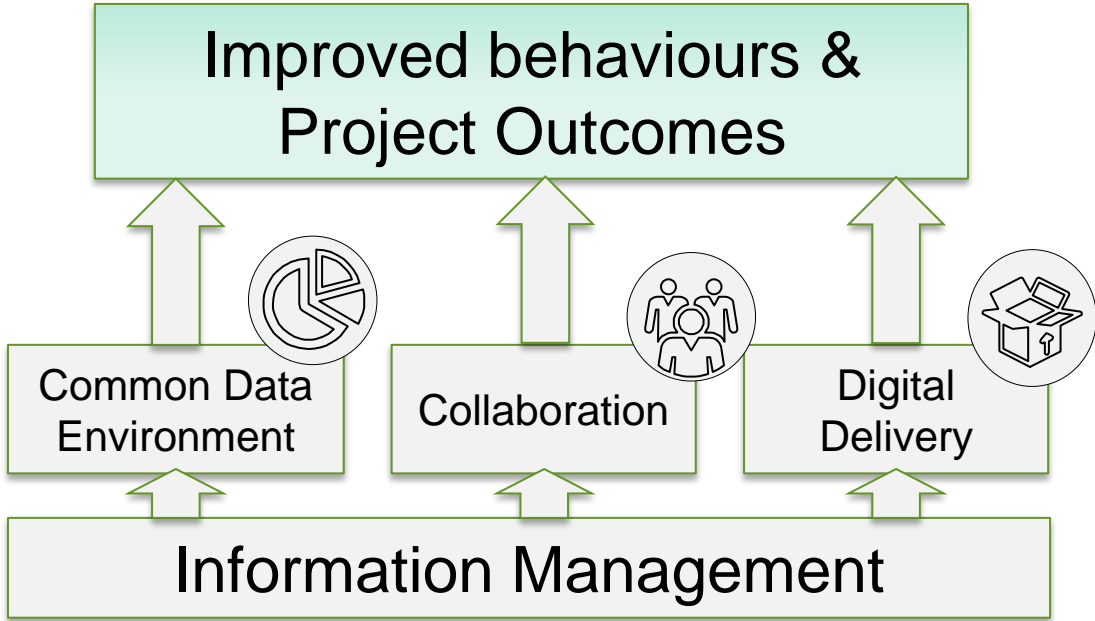 Improved behaviours &
Project Outcomes
Common Data
Environment
Collaboration
Digital
Delivery
Information Management